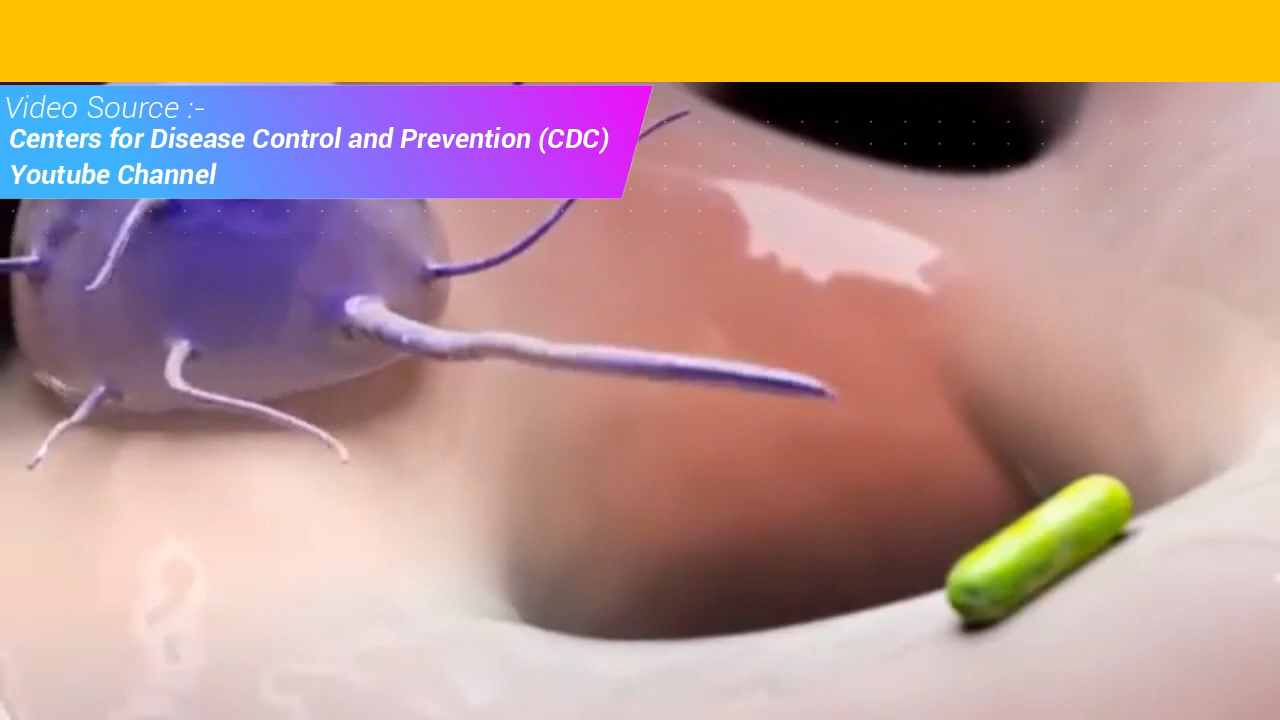 Video Source :-
Centers for Disease Control and Prevention (CDC)
Youtube Channel